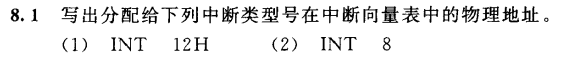 8.1 写出分配给下列中断类型号在中断向量表中的物理地址。
(1) INT 12H (2) INT 8